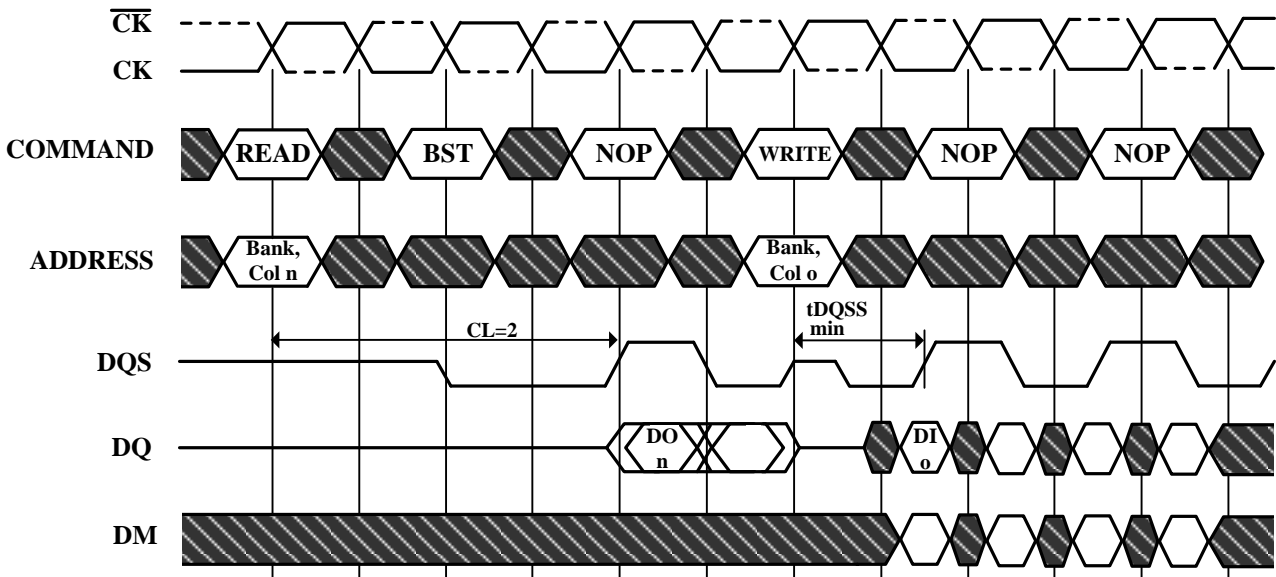 C̅K̅
CK
COMMAND READ BST NOP WRITE NOP NOP
ADDRESS
Bank,
Col n
Bank,
Col o
CL=2
tDQSS
min
DQS
DQ
DO
n
DI
o
DM